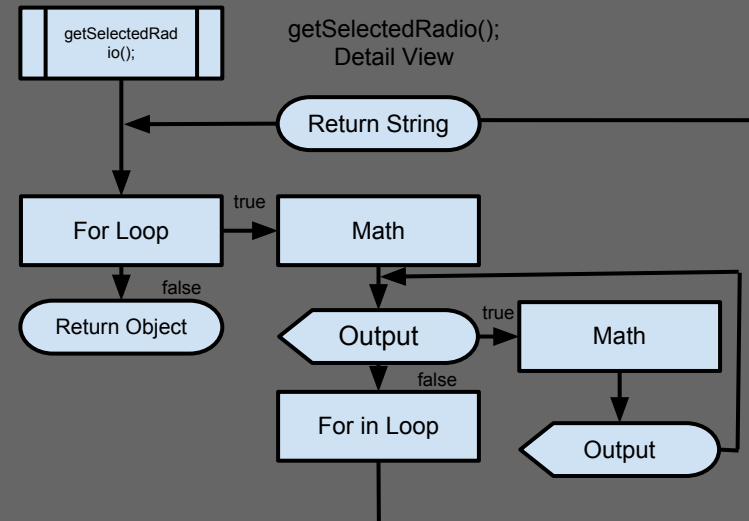 getSelectedRad
io();
getSelectedRadio();
Detail View
Return String
true
For Loop
Math
false
Return Object
Output
true
Math
false
For in Loop
Output